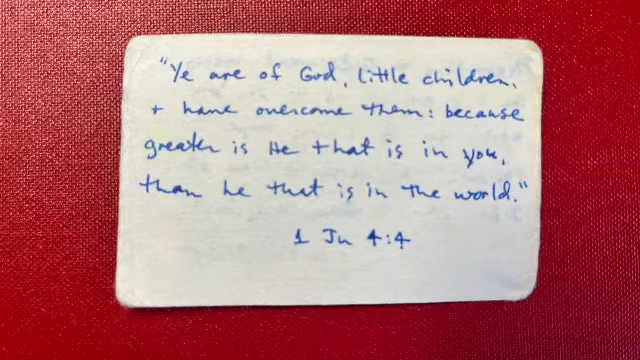 "Ye are of God, little children,
+ have overcome them: because
greater is He that is in you,
than he that is in the world."
1 Jn 4:4